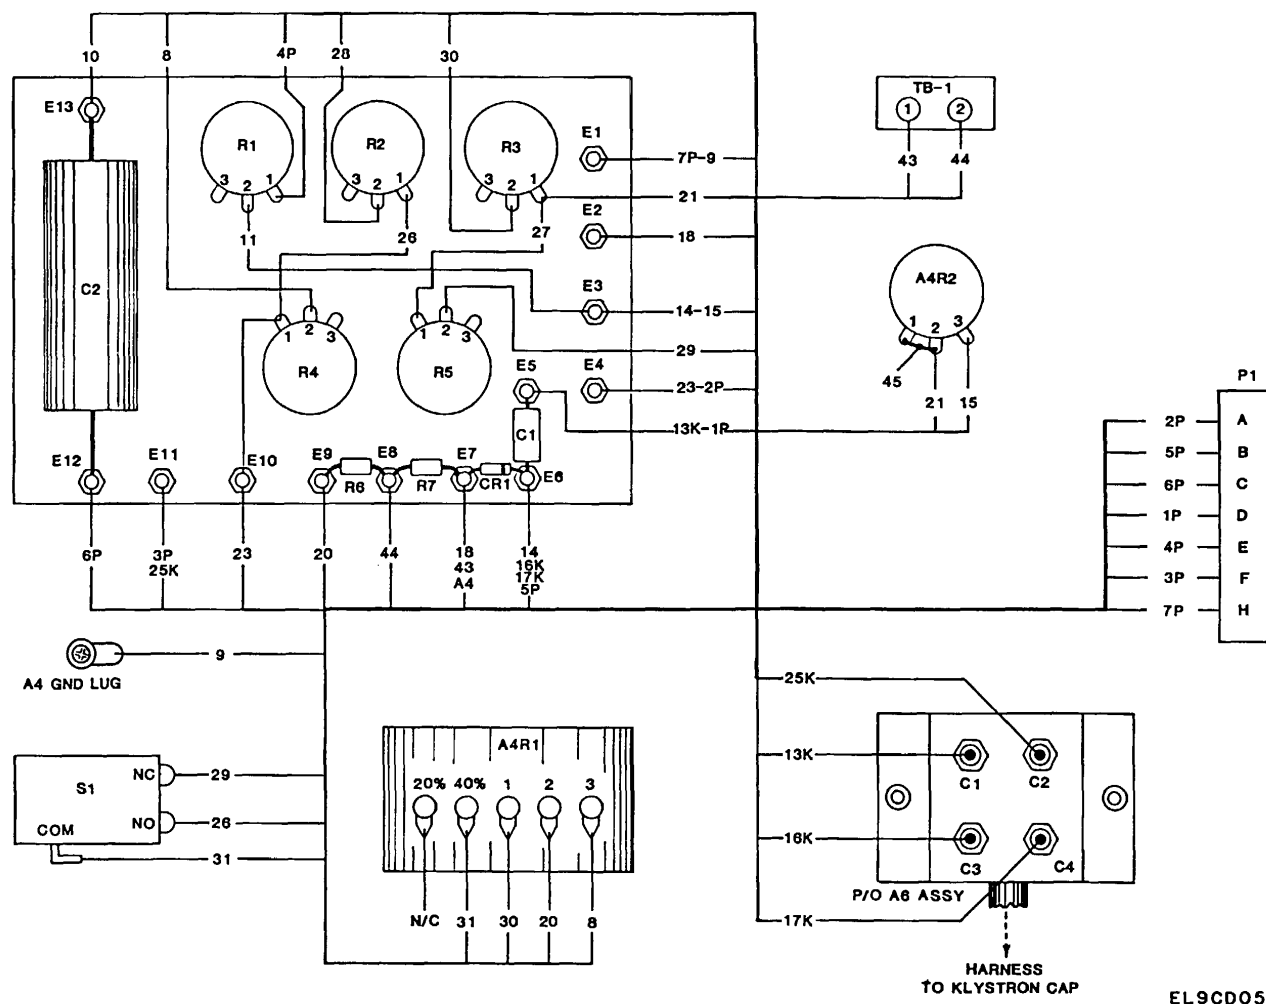 10 8 4P 28 30
E13
R1 R2 R3
3 2 1
3 2 1
3 2 1
E1
7P-9
TB-1
1 2
43 44
21
E2
18
11 26 27
C2
A4R2
1 2 3
E3
14-15
1 2 3
1 2 3
29
R4 R5
E5 E4
23-2P
45
21 15
P1
C1
13K-1P
2P A
5P B
6P C
1P D
4P E
3P F
7P H
E12 E11 E10 E9 E8 E7 E6
R6 R7 CR1
6P
3P
25K
23
20
44
18
43
A4
14
16K
17K
5P
9
A4 GND LUG
25K
A4R1
20% 40% 1 2 3
S1
NC 29
NO 26
COM
31
N/C 31 30 20 8
13K
C1 C2
16K
C3 C4
P/O A6 ASSY
17K
HARNESS
TO KLYSTRON CAP
EL9CD05